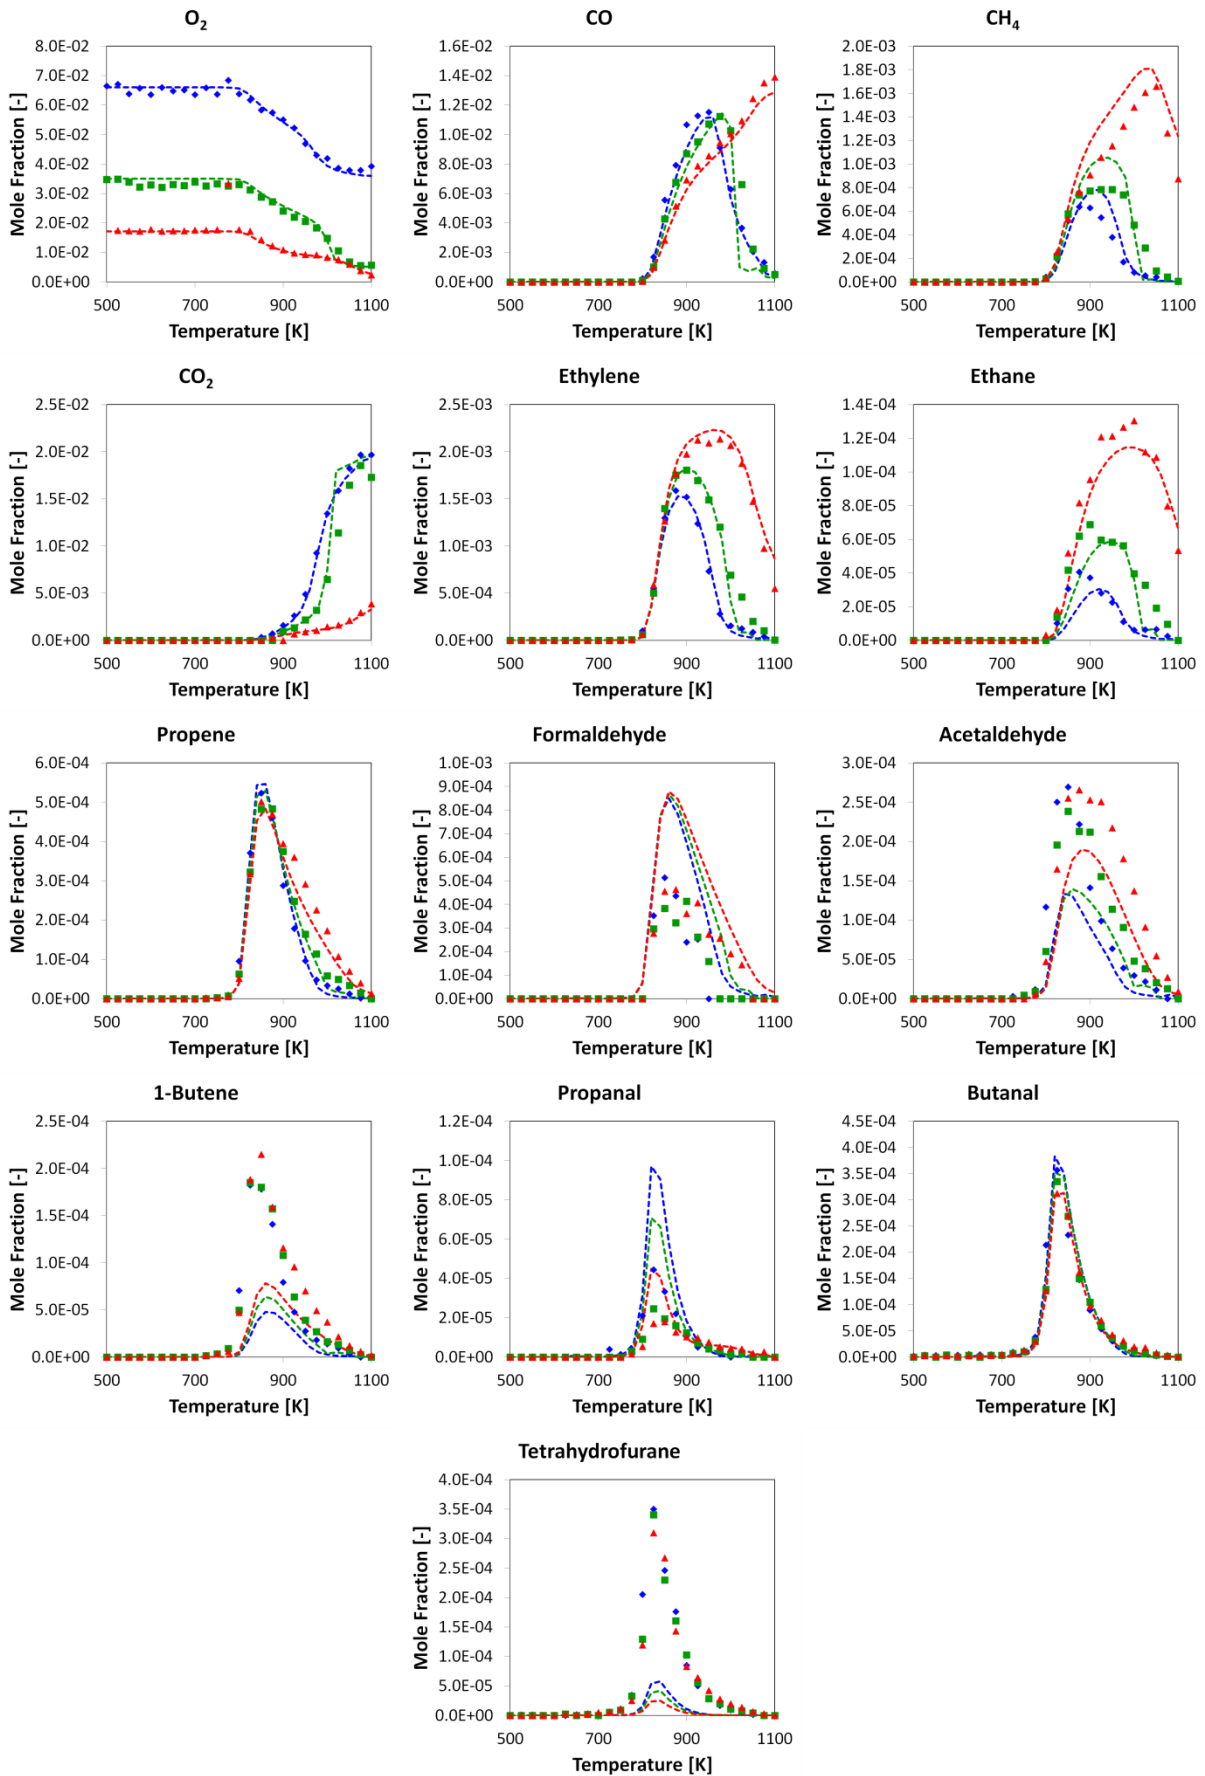 O₂
Mole Fraction [-]
8.0E-02
7.0E-02
6.0E-02
5.0E-02
4.0E-02
3.0E-02
2.0E-02
1.0E-02
0.0E+00
500 700 900 1100
Temperature [K]
CO
Mole Fraction [-]
1.6E-02
1.4E-02
1.2E-02
1.0E-02
8.0E-03
6.0E-03
4.0E-03
2.0E-03
0.0E+00
500 700 900 1100
Temperature [K]
CH₄
Mole Fraction [-]
2.0E-03
1.8E-03
1.6E-03
1.4E-03
1.2E-03
1.0E-03
8.0E-04
6.0E-04
4.0E-04
2.0E-04
0.0E+00
500 700 900 1100
Temperature [K]
CO₂
Mole Fraction [-]
2.5E-02
2.0E-02
1.5E-02
1.0E-02
5.0E-03
0.0E+00
500 700 900 1100
Temperature [K]
Ethylene
Mole Fraction [-]
2.5E-03
2.0E-03
1.5E-03
1.0E-03
5.0E-04
0.0E+00
500 700 900 1100
Temperature [K]
Ethane
Mole Fraction [-]
1.4E-04
1.2E-04
1.0E-04
8.0E-05
6.0E-05
4.0E-05
2.0E-05
0.0E+00
500 700 900 1100
Temperature [K]
Propene
Mole Fraction [-]
6.0E-04
5.0E-04
4.0E-04
3.0E-04
2.0E-04
1.0E-04
0.0E+00
500 700 900 1100
Temperature [K]
Formaldehyde
Mole Fraction [-]
1.0E-03
9.0E-04
8.0E-04
7.0E-04
6.0E-04
5.0E-04
4.0E-04
3.0E-04
2.0E-04
1.0E-04
0.0E+00
500 700 900 1100
Temperature [K]
Acetaldehyde
Mole Fraction [-]
3.0E-04
2.5E-04
2.0E-04
1.5E-04
1.0E-04
5.0E-05
0.0E+00
500 700 900 1100
Temperature [K]
1-Butene
Mole Fraction [-]
2.5E-04
2.0E-04
1.5E-04
1.0E-04
5.0E-05
0.0E+00
500 700 900 1100
Temperature [K]
Propanal
Mole Fraction [-]
1.2E-04
1.0E-04
8.0E-05
6.0E-05
4.0E-05
2.0E-05
0.0E+00
500 700 900 1100
Temperature [K]
Butanal
Mole Fraction [-]
4.5E-04
4.0E-04
3.5E-04
3.0E-04
2.5E-04
2.0E-04
1.5E-04
1.0E-04
5.0E-05
0.0E+00
500 700 900 1100
Temperature [K]
Tetrahydrofurane
Mole Fraction [-]
4.0E-04
3.5E-04
3.0E-04
2.5E-04
2.0E-04
1.5E-04
1.0E-04
5.0E-05
0.0E+00
500 700 900 1100
Temperature [K]